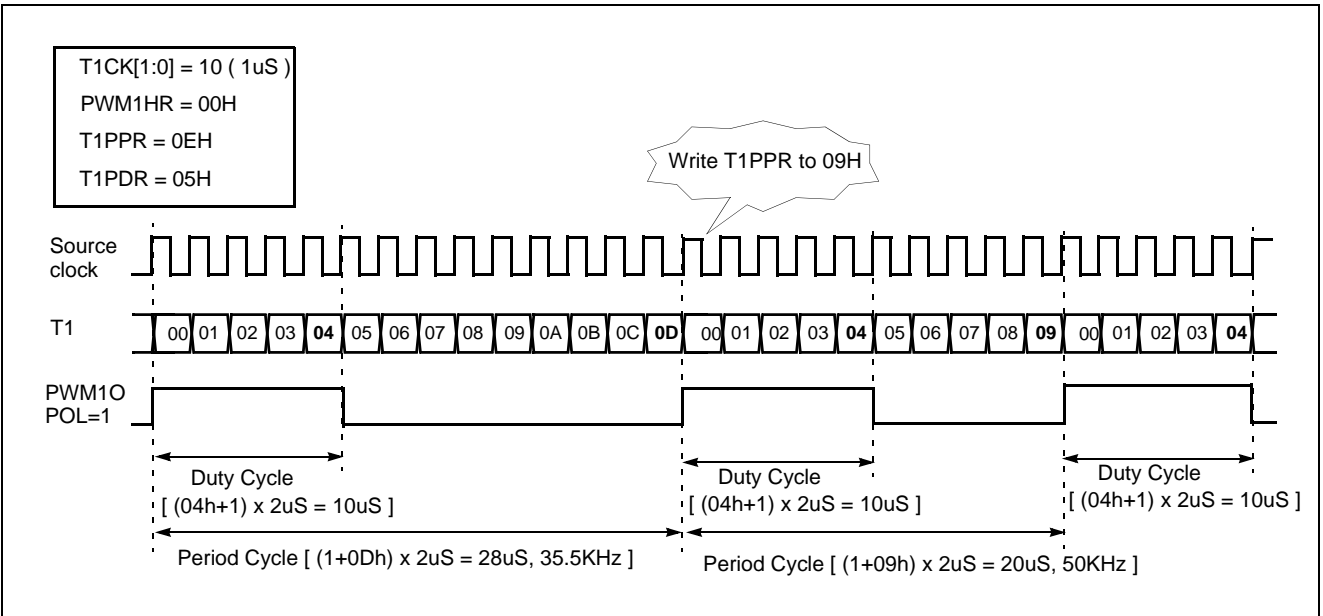 T1CK[1:0] = 10 ( 1uS )
PWM1HR = 00H
T1PPR = 0EH
T1PDR = 05H
Write T1PPR to 09H
Source
clock
T1
00 01 02 03 04 05 06 07 08 09 0A 0B 0C 0D 00 01 02 03 04 05 06 07 08 09 00 01 02 03 04
PWM1O
POL=1
Duty Cycle
[ (04h+1) x 2uS = 10uS ]
Duty Cycle
[ (04h+1) x 2uS = 10uS ]
Duty Cycle
[ (04h+1) x 2uS = 10uS ]
Period Cycle [ (1+0Dh) x 2uS = 28uS, 35.5KHz ]
Period Cycle [ (1+09h) x 2uS = 20uS, 50KHz ]